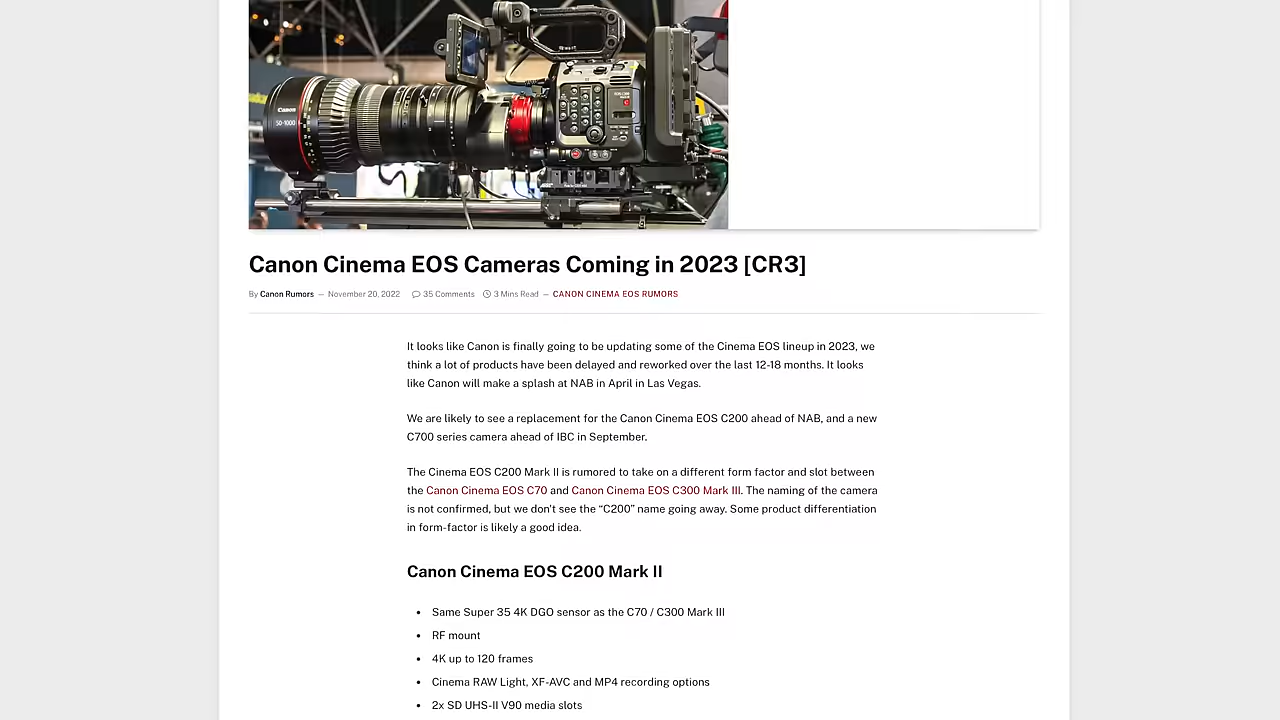 Canon
50-1000
Canon Cinema EOS Cameras Coming in 2023 [CR3]
By Canon Rumors — November 20, 2022 35 Comments 3 Mins Read — CANON CINEMA EOS RUMORS
It looks like Canon is finally going to be updating some of the Cinema EOS lineup in 2023, we
think a lot of products have been delayed and reworked over the last 12-18 months. It looks
like Canon will make a splash at NAB in April in Las Vegas.
We are likely to see a replacement for the Canon Cinema EOS C200 ahead of NAB, and a new
C700 series camera ahead of IBC in September.
The Cinema EOS C200 Mark II is rumored to take on a different form factor and slot between
the Canon Cinema EOS C70 and Canon Cinema EOS C300 Mark III. The naming of the camera
is not confirmed, but we don't see the “C200” name going away. Some product differentiation
in form-factor is likely a good idea.
Canon Cinema EOS C200 Mark II
• Same Super 35 4K DGO sensor as the C70 / C300 Mark III
• RF mount
• 4K up to 120 frames
• Cinema RAW Light, XF-AVC and MP4 recording options
• 2x SD UHS-II V90 media slots